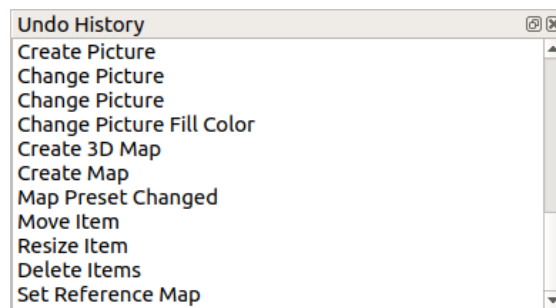 Undo History
Create Picture
Change Picture
Change Picture
Change Picture Fill Color
Create 3D Map
Create Map
Map Preset Changed
Move Item
Resize Item
Delete Items
Set Reference Map